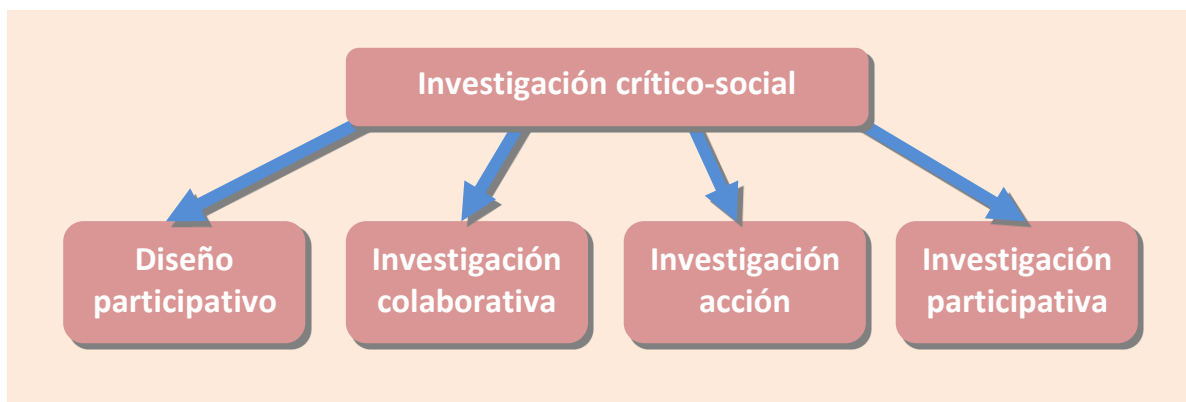 Investigación crítico-social
Diseño
participativo
Investigación
colaborativa
Investigación
acción
Investigación
participativa